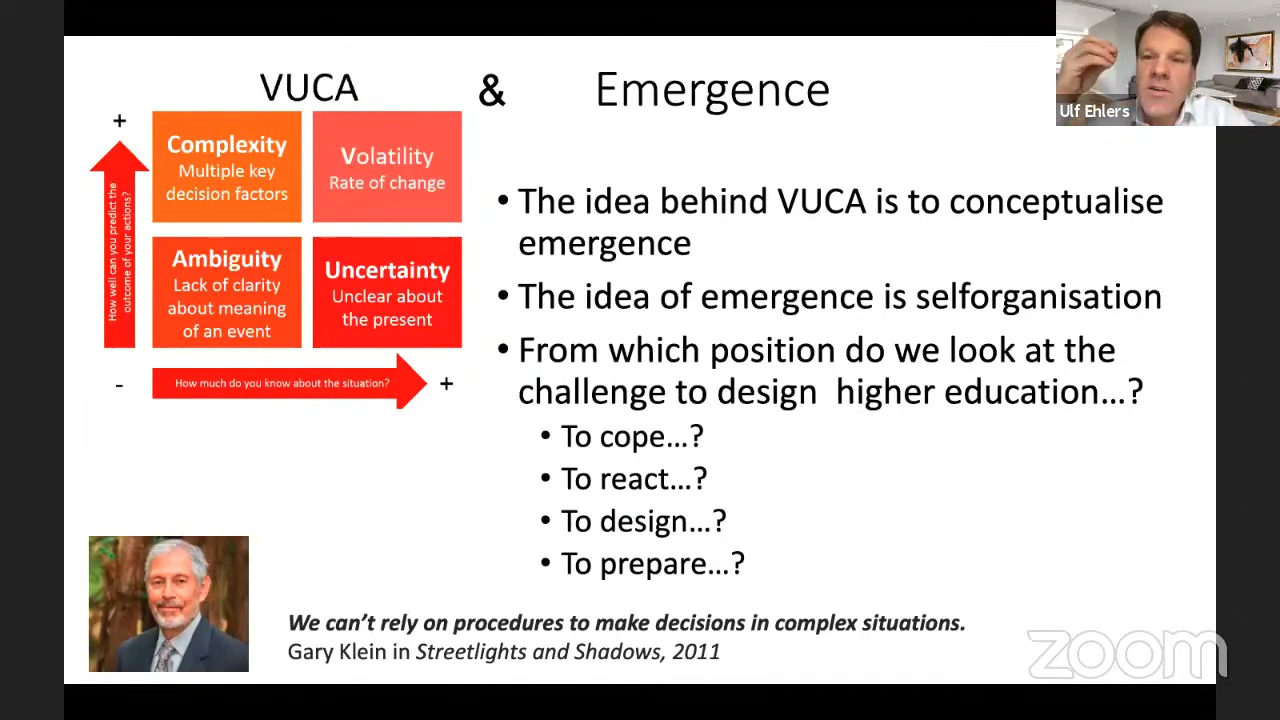 VUCA & Emergence
+
Complexity
Multiple key
decision factors
Volatility
Rate of change
How well can you predict the
outcome of your actions?
Ambiguity
Lack of clarity
about meaning
of an event
Uncertainty
Unclear about
the present
-
How much do you know about the situation?
+
• The idea behind VUCA is to conceptualise
emergence
• The idea of emergence is selforganisation
• From which position do we look at the
challenge to design higher education...?
• To cope...?
• To react...?
• To design...?
• To prepare...?
We can't rely on procedures to make decisions in complex situations.
Gary Klein in Streetlights and Shadows, 2011
Ulf Ehlers
zoom